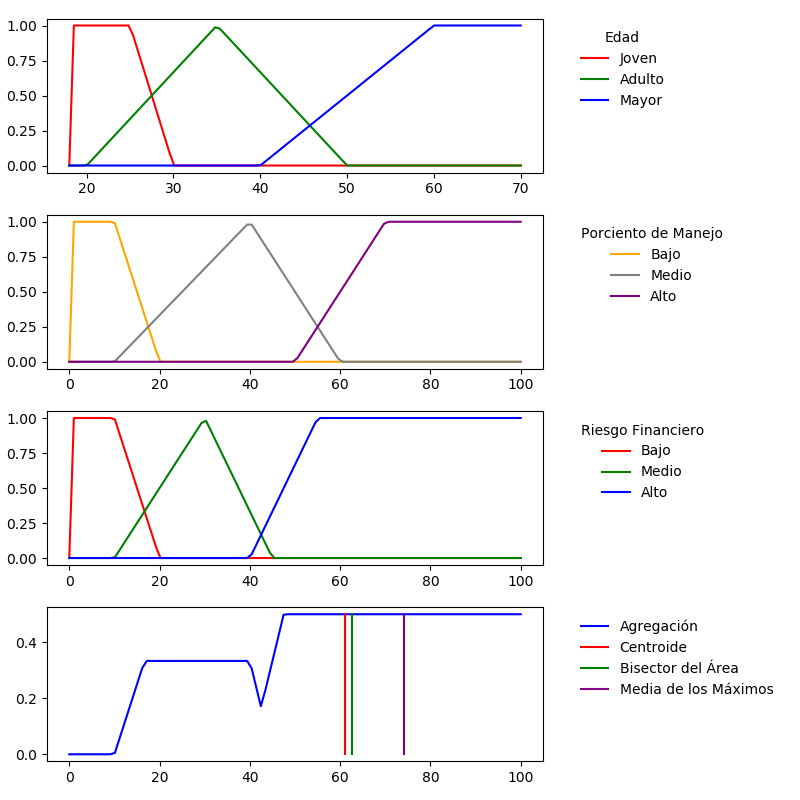 1.00
0.75
0.50
0.25
0.00
20 30 40 50 60 70
Edad
Joven
Adulto
Mayor
1.00
0.75
0.50
0.25
0.00
0 20 40 60 80 100
Porciento de Manejo
Bajo
Medio
Alto
1.00
0.75
0.50
0.25
0.00
0 20 40 60 80 100
Riesgo Financiero
Bajo
Medio
Alto
0.4
0.2
0.0
0 20 40 60 80 100
Agregación
Centroide
Bisector del Área
Media de los Máximos